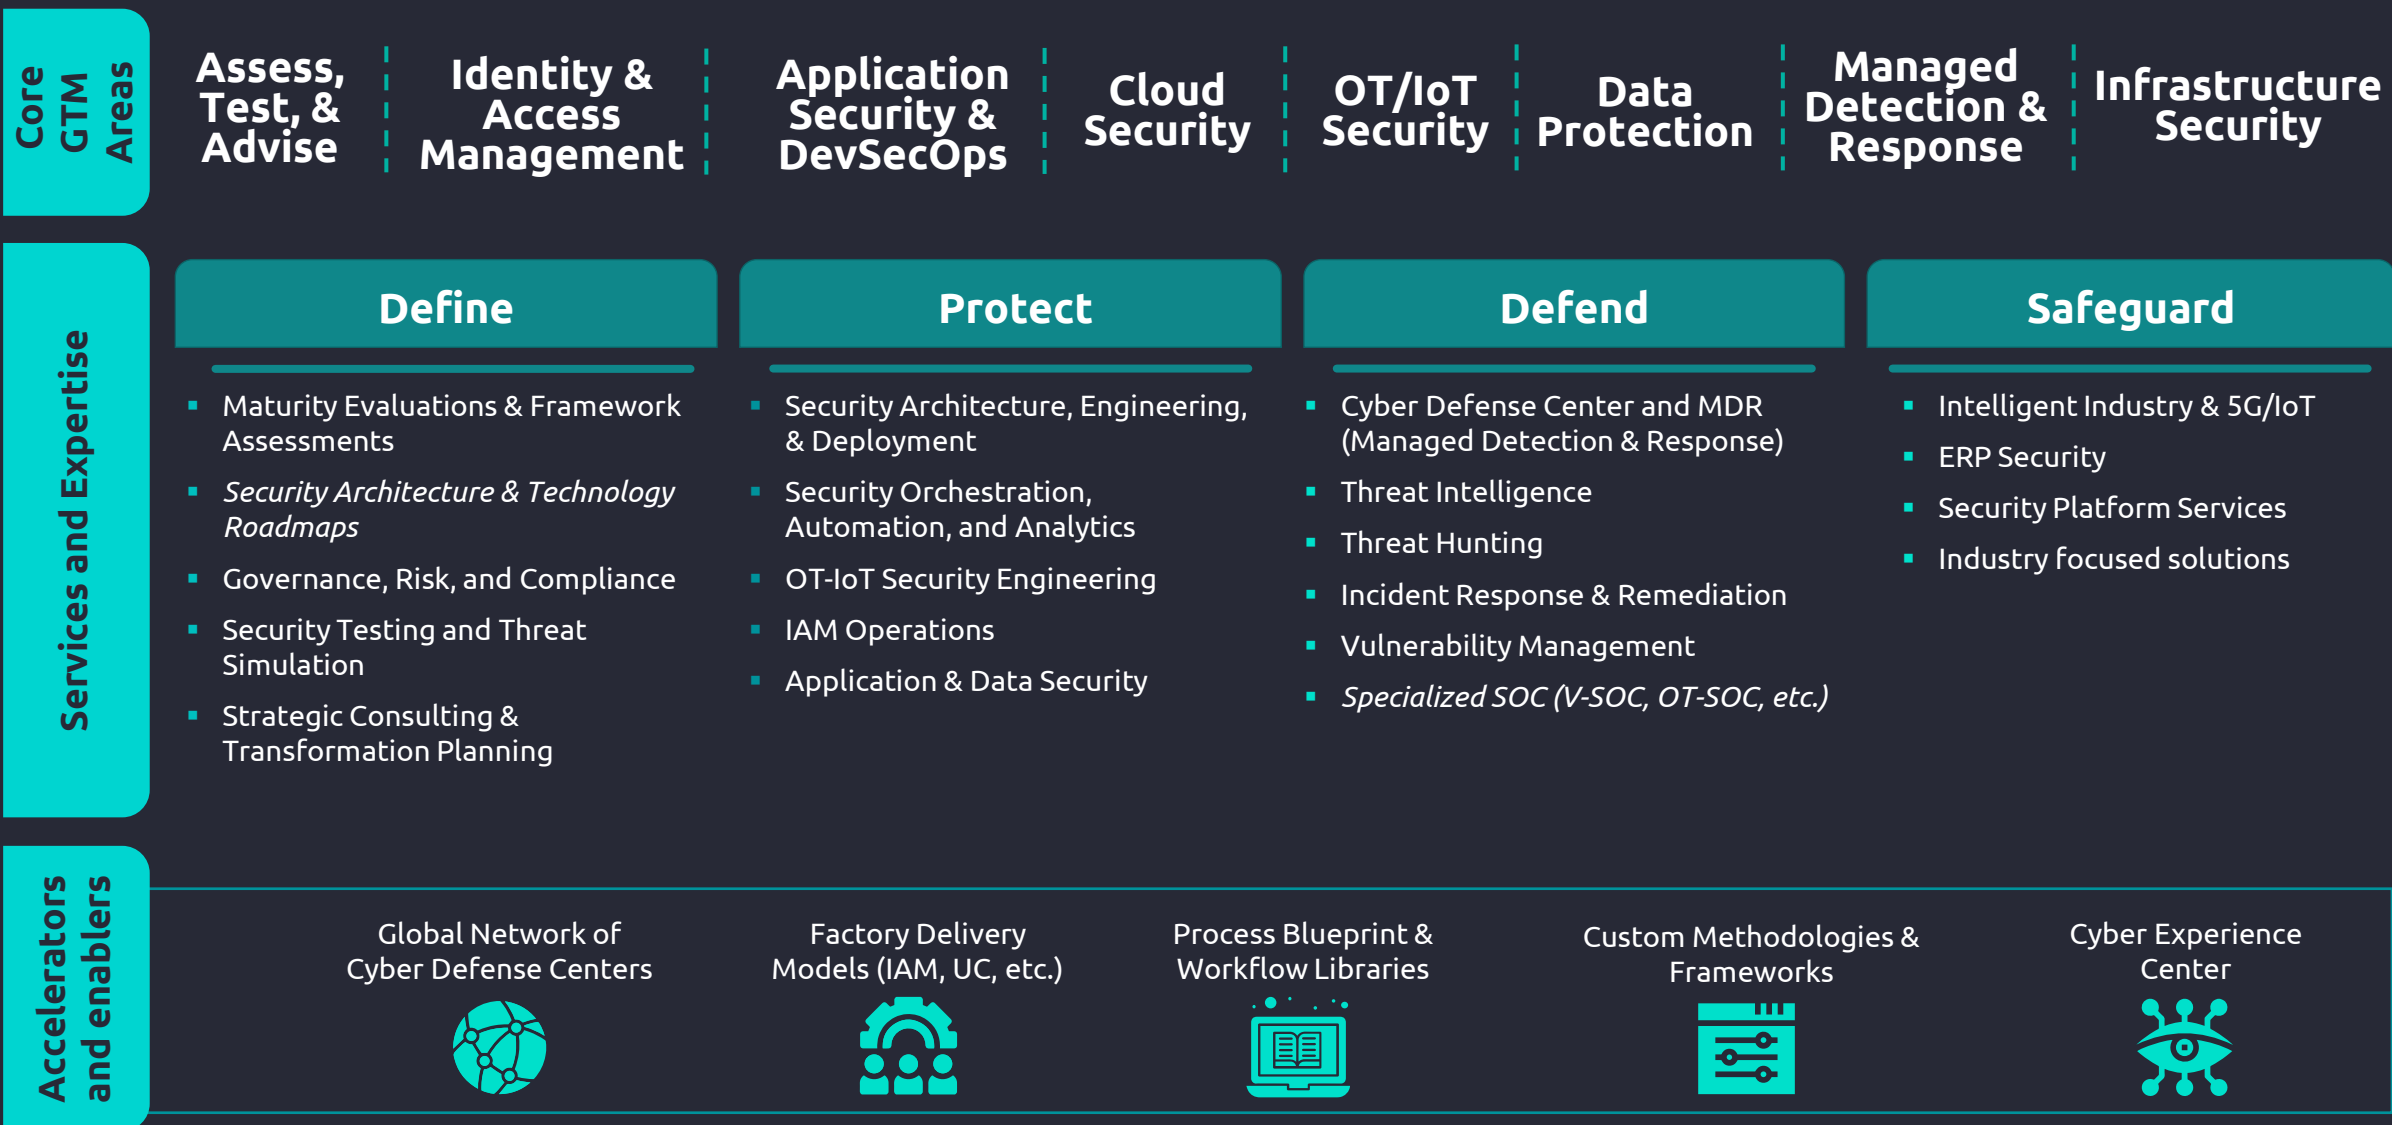 Core
GTM
Areas
Assess,
Test, &
Advise
Identity &
Access
Management
Application
Security &
DevSecOps
Cloud
Security
OT/IoT
Security
Data
Protection
Managed
Detection &
Response
Infrastructure
Security
Services and Expertise
Define
Maturity Evaluations & Framework
Assessments
Security Architecture & Technology
Roadmaps
Governance, Risk, and Compliance
Security Testing and Threat
Simulation
Strategic Consulting &
Transformation Planning
Protect
Security Architecture, Engineering,
& Deployment
Security Orchestration,
Automation, and Analytics
OT-IoT Security Engineering
IAM Operations
Application & Data Security
Defend
Cyber Defense Center and MDR
(Managed Detection & Response)
Threat Intelligence
Threat Hunting
Incident Response & Remediation
Vulnerability Management
Specialized SOC (V-SOC, OT-SOC, etc.)
Safeguard
Intelligent Industry & 5G/IoT
ERP Security
Security Platform Services
Industry focused solutions
Accelerators
and enablers
Global Network of
Cyber Defense Centers
Factory Delivery
Models (IAM, UC, etc.)
Process Blueprint &
Workflow Libraries
Custom Methodologies &
Frameworks
Cyber Experience
Center